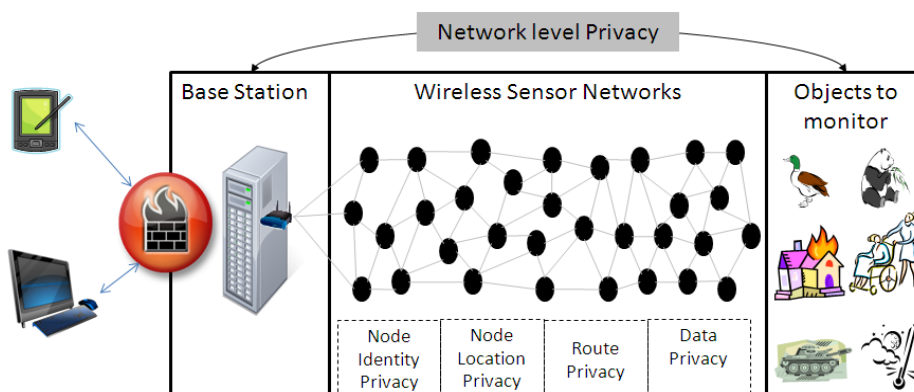 Network level Privacy
Base Station
Wireless Sensor Networks
Objects to
monitor
Node
Identity
Privacy
Node
Location
Privacy
Route
Privacy
Data
Privacy